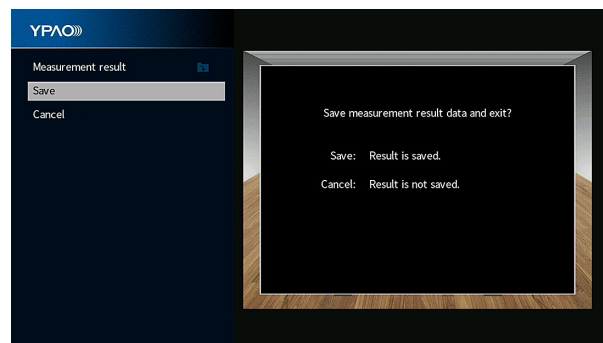 YPAO
Measurement result
Save
Cancel
Save measurement result data and exit?
Save: Result is saved.
Cancel: Result is not saved.